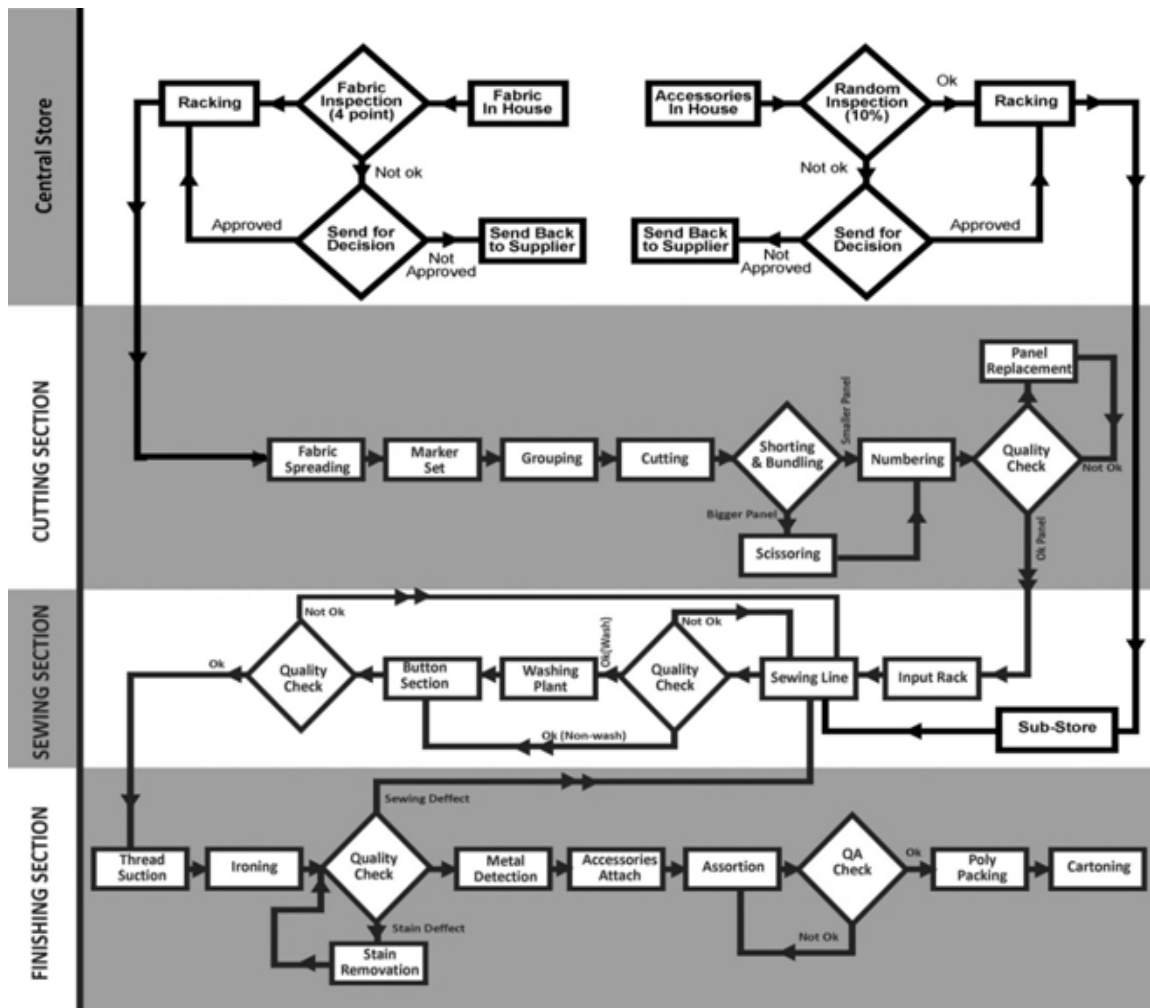 Central Store
Racking
Fabric
Inspection
(4 point)
Fabric
In House
Accessories
In House
Random
Inspection
(10%)
Ok
Racking
Not ok
Not ok
Approved
Send for
Decision
Not
Approved
Send Back
to Supplier
Send Back
to Supplier
Not
Approved
Send for
Decision
Approved
CUTTING SECTION
Fabric
Spreading
Marker
Set
Grouping
Cutting
Shorting
& Bundling
Smaller Panel
Numbering
Quality
Check
Panel
Replacement
Not Ok
Bigger Panel
Scissoring
Ok Panel
SEWING SECTION
Not Ok
Ok
Quality
Check
Button
Section
Washing
Plant
Ok(Wash)
Quality
Check
Not Ok
Sewing Line
Input Rack
Ok (Non-wash)
Sub-Store
FINISHING SECTION
Sewing Deffect
Thread
Suction
Ironing
Quality
Check
Metal
Detection
Accessories
Attach
Assortion
QA
Check
Ok
Poly
Packing
Cartoning
Stain Deffect
Stain
Removation
Not Ok